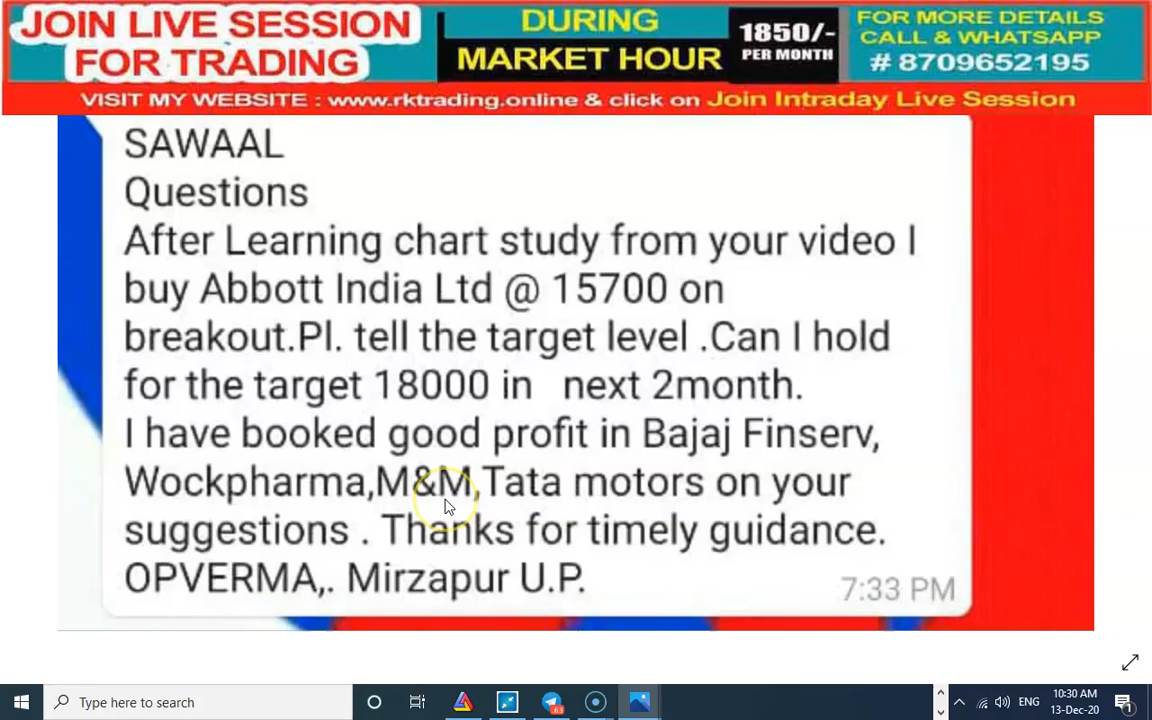 JOIN LIVE SESSION
FOR TRADING
DURING
MARKET HOUR
1850/-
PER MONTH
FOR MORE DETAILS
CALL & WHATSAPP
# 8709652195
VISIT MY WEBSITE : www.rktrading.online & click on Join Intraday Live Session
SAWAAL
Questions
After Learning chart study from your video I
buy Abbott India Ltd @ 15700 on
breakout.Pl. tell the target level .Can I hold
for the target 18000 in next 2month.
I have booked good profit in Bajaj Finserv,
Wockpharma,M&M,Tata motors on your
suggestions . Thanks for timely guidance.
OPVERMA,. Mirzapur U.P.
7:33 PM
Type here to search
63
ENG
10:30 AM
13-Dec-20
1